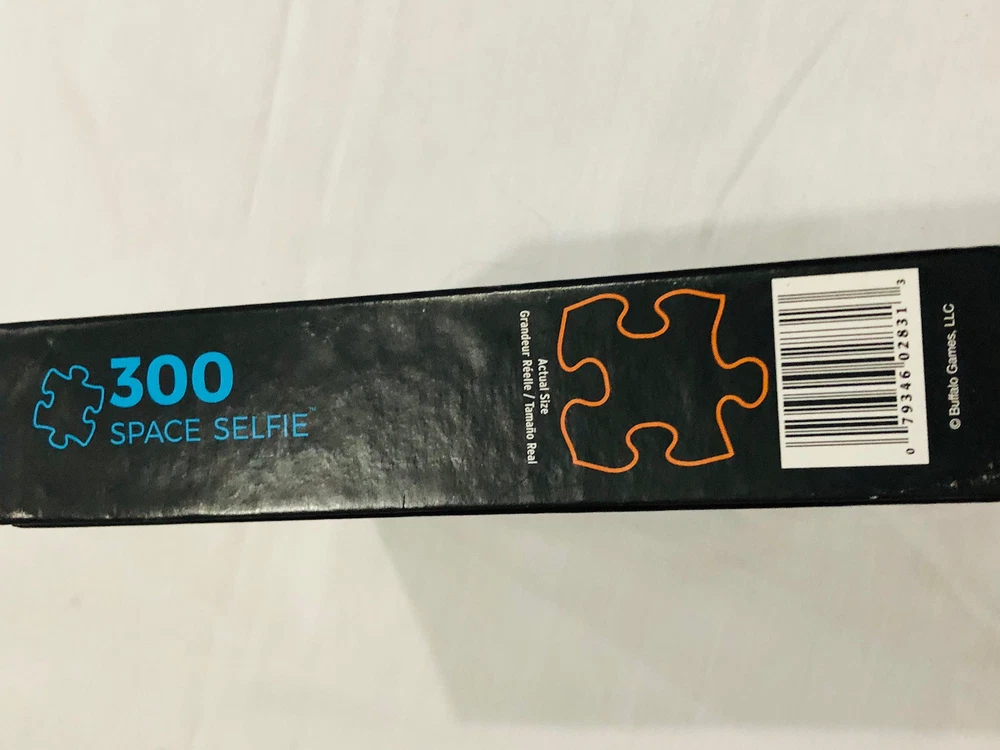 300
SPACE SELFIE™
Actual Size
Grandeur Réelle / Tamaño Real
0 79346 02831 3
© Buffalo Games, LLC